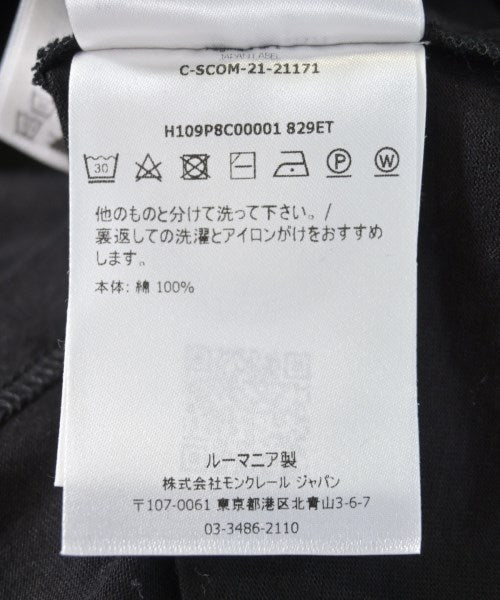 JAPAN LABEL
C-SCOM-21-21171
H109P8C00001 829ET
30
P
W
他のものと分けて洗って下さい。/
裏返しての洗濯とアイロンがけをおすすめ
します。
本体: 綿 100%
ルーマニア製
株式会社モンクレール ジャパン
〒107-0061 東京都港区北青山3-6-7
03-3486-2110